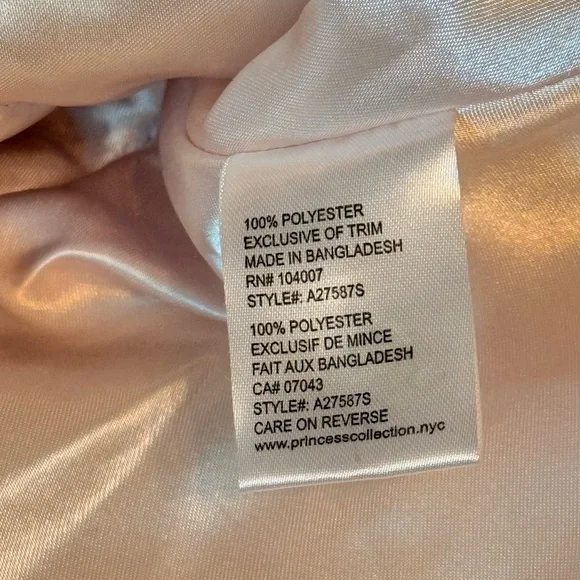 100% POLYESTER
EXCLUSIVE OF TRIM
MADE IN BANGLADESH
RN# 104007
STYLE#: A27587S
100% POLYESTER
EXCLUSIF DE MINCE
FAIT AUX BANGLADESH
CA# 07043
STYLE#: A27587S
CARE ON REVERSE
www.princesscollection.nyc